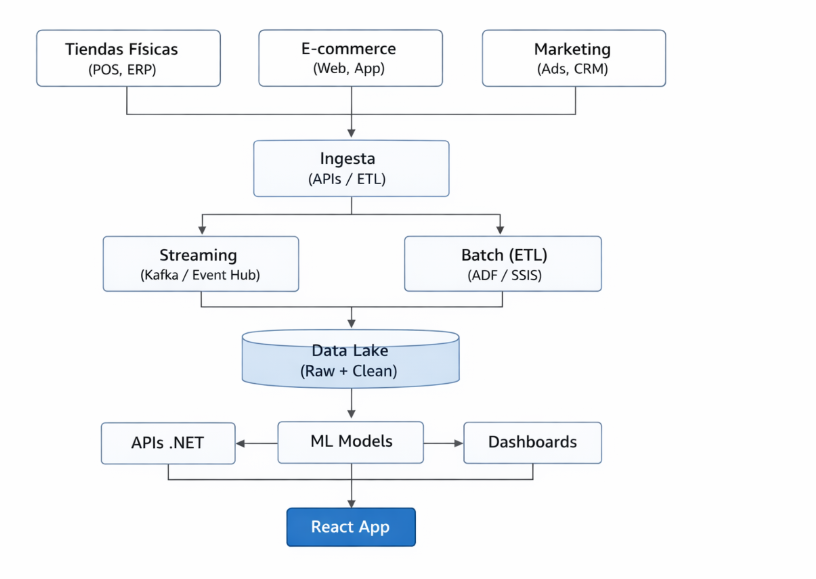 Tiendas Físicas
(POS, ERP)
E-commerce
(Web, App)
Marketing
(Ads, CRM)
Ingesta
(APIs / ETL)
Streaming
(Kafka / Event Hub)
Batch (ETL)
(ADF / SSIS)
Data Lake
(Raw + Clean)
APIs .NET
ML Models
Dashboards
React App